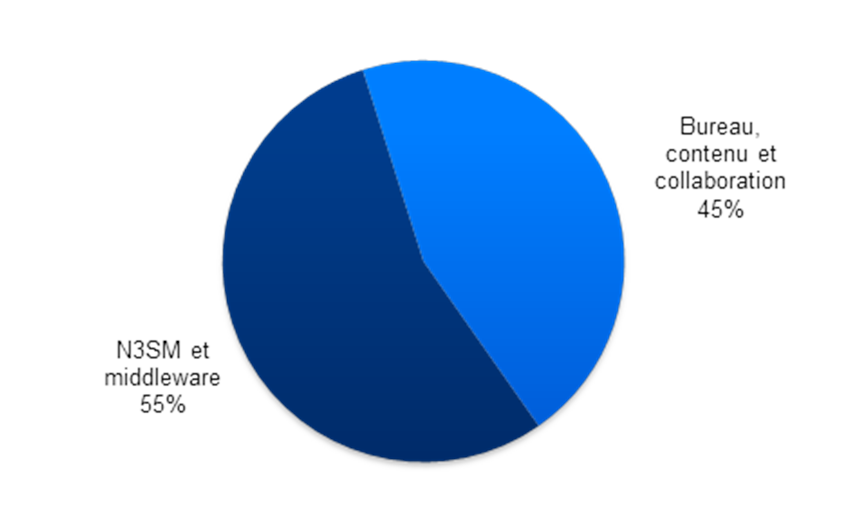 Bureau,
contenu et
collaboration
45%
N3SM et
middleware
55%